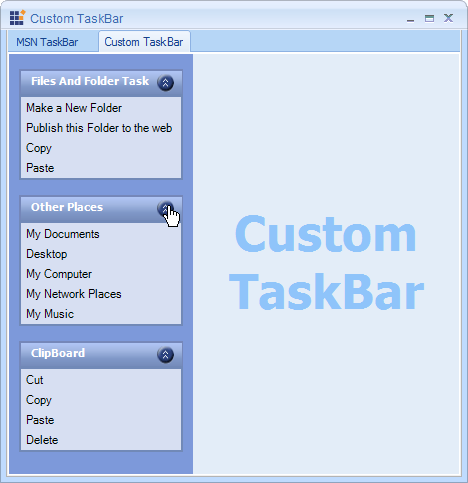 Custom TaskBar
MSN TaskBar
Custom TaskBar
Files And Folder Task
Make a New Folder
Publish this Folder to the web
Copy
Paste
Other Places
My Documents
Desktop
My Computer
My Network Places
My Music
ClipBoard
Cut
Copy
Paste
Delete
Custom
TaskBar